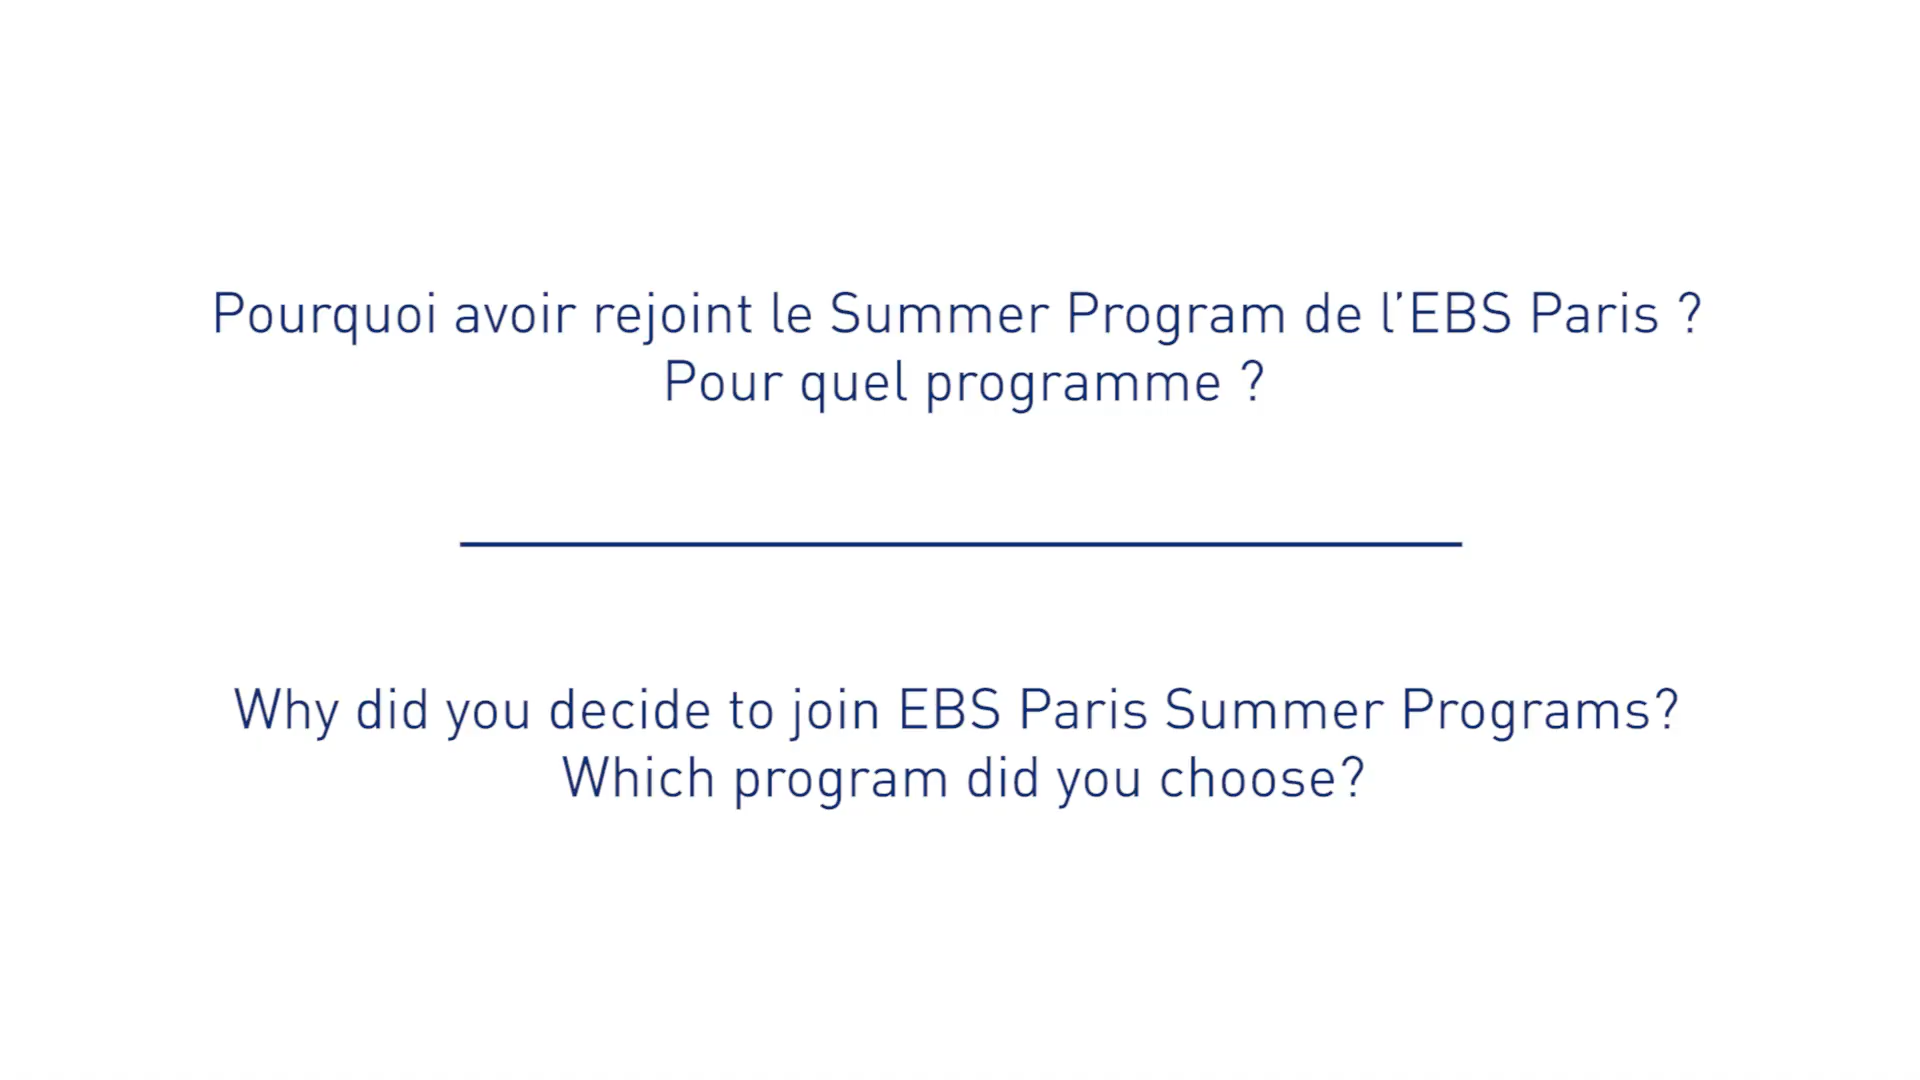 Pourquoi avoir rejoint le Summer Program de l’EBS Paris ?
Pour quel programme ?
Why did you decide to join EBS Paris Summer Programs?
Which program did you choose?